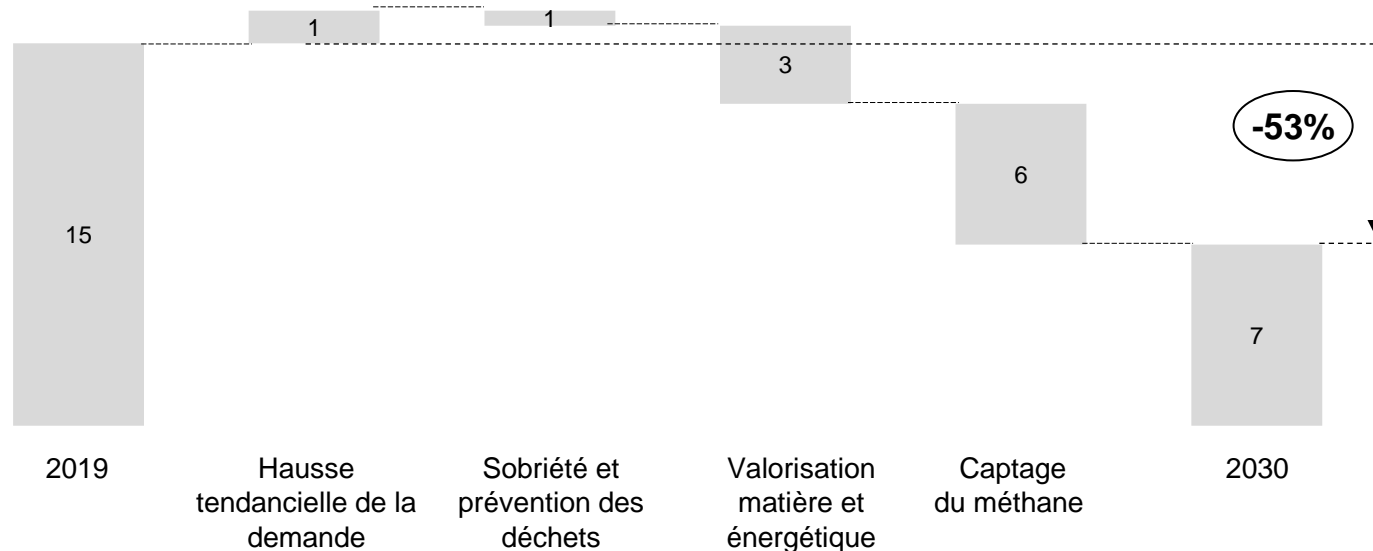 1
1
3
-53%
6
15
7
2019
Hausse
tendancielle de la
demande
Sobriété et
prévention des
déchets
Valorisation
matière et
énergétique
Captage
du méthane
2030